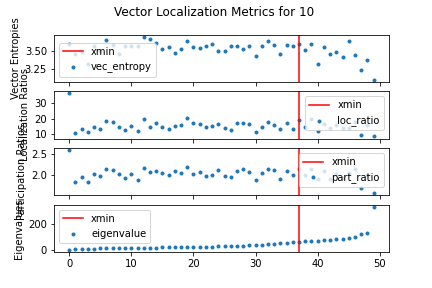 Vector Localization Metrics for 10
Vector Entropies
3.50
3.25
xmin
vec_entropy
Localization Ratios
30
20
10
xmin
loc_ratio
Participation Ratios
2.5
2.0
xmin
part_ratio
Eigenvalues
200
0
xmin
eigenvalue
0 10 20 30 40 50